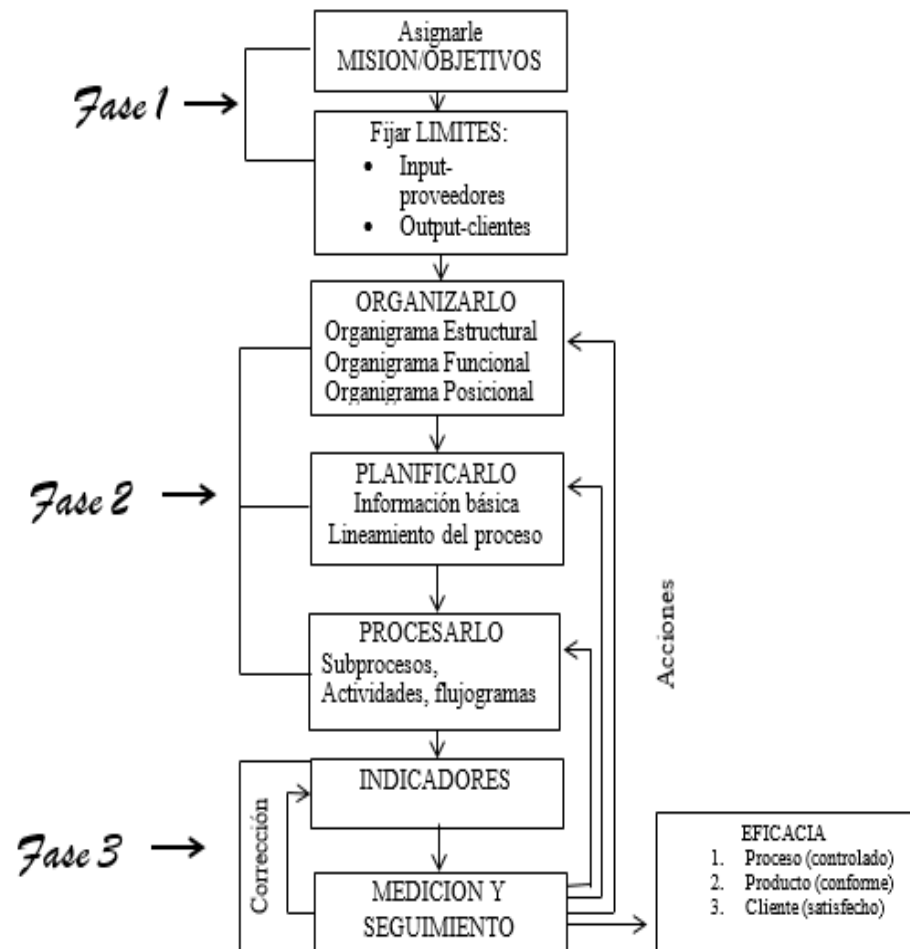 Asignarle
MISION/OBJETIVOS
Fase 1
Fijar LIMITES:
• Input-
proveedores
• Output-clientes
ORGANIZARLO
Organigrama Estructural
Organigrama Funcional
Organigrama Posicional
Fase 2
PLANIFICARLO
Información básica
Lineamiento del proceso
PROCESARLO
Subprocesos,
Actividades, flujogramas
Acciones
INDICADORES
Corrección
Fase 3
MEDICION Y
SEGUIMIENTO
EFICACIA
1. Proceso (controlado)
2. Producto (conforme)
3. Cliente (satisfecho)